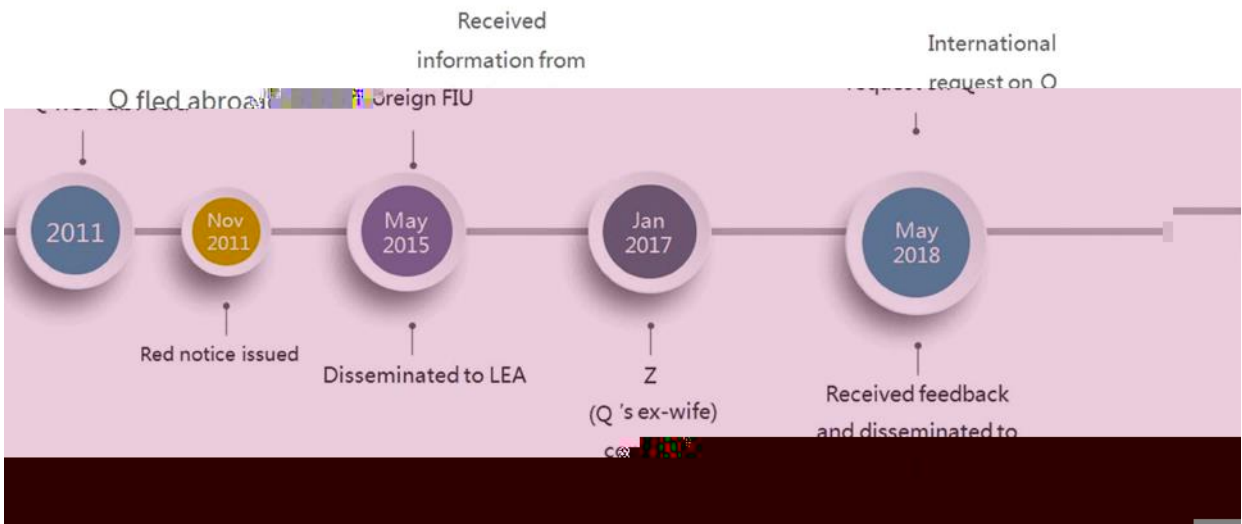 Received
information from
foreign FIU
International
request on Q
Q fled abroad
2011
Nov
2011
May
2015
Jan
2017
May
2018
Red notice issued
Disseminated to LEA
Z
(Q 's ex-wife)
Received feedback
and disseminated to